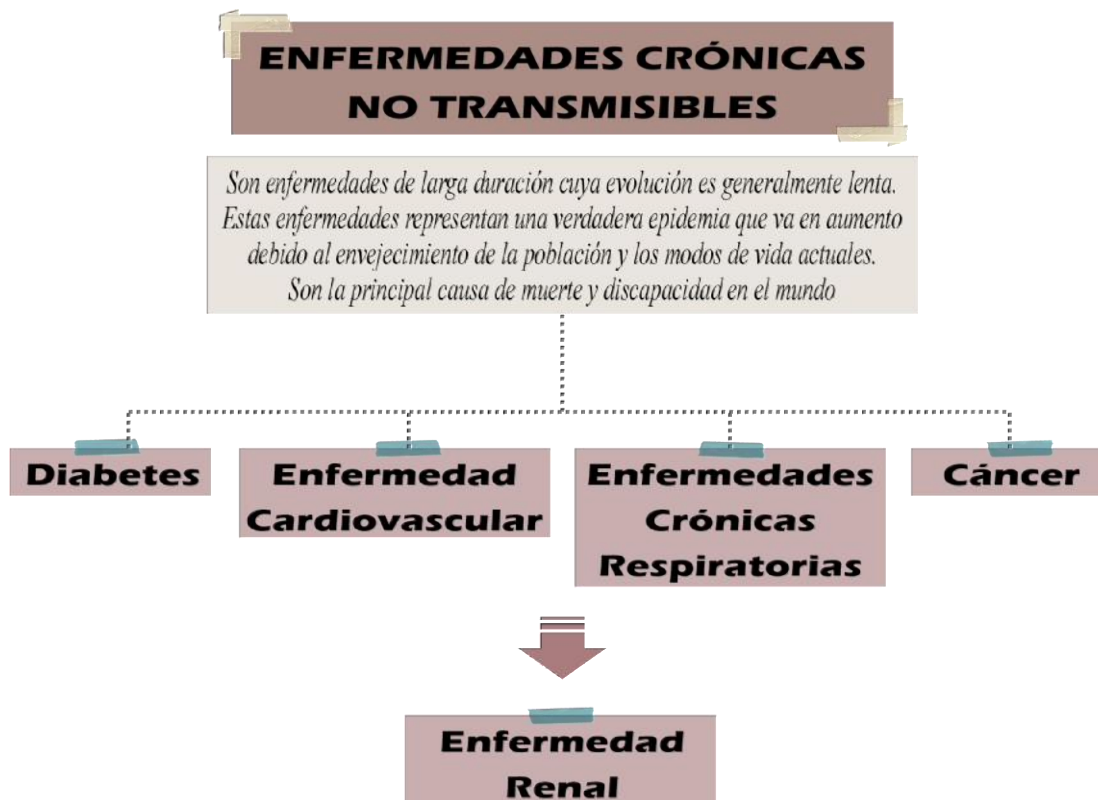 ENFERMEDADES CRÓNICAS
NO TRANSMISIBLES
Son enfermedades de larga duración cuya evolución es generalmente lenta.
Estas enfermedades representan una verdadera epidemia que va en aumento
debido al envejecimiento de la población y los modos de vida actuales.
Son la principal causa de muerte y discapacidad en el mundo
Diabetes
Enfermedad
Cardiovascular
Enfermedades
Crónicas
Respiratorias
Cáncer
Enfermedad
Renal